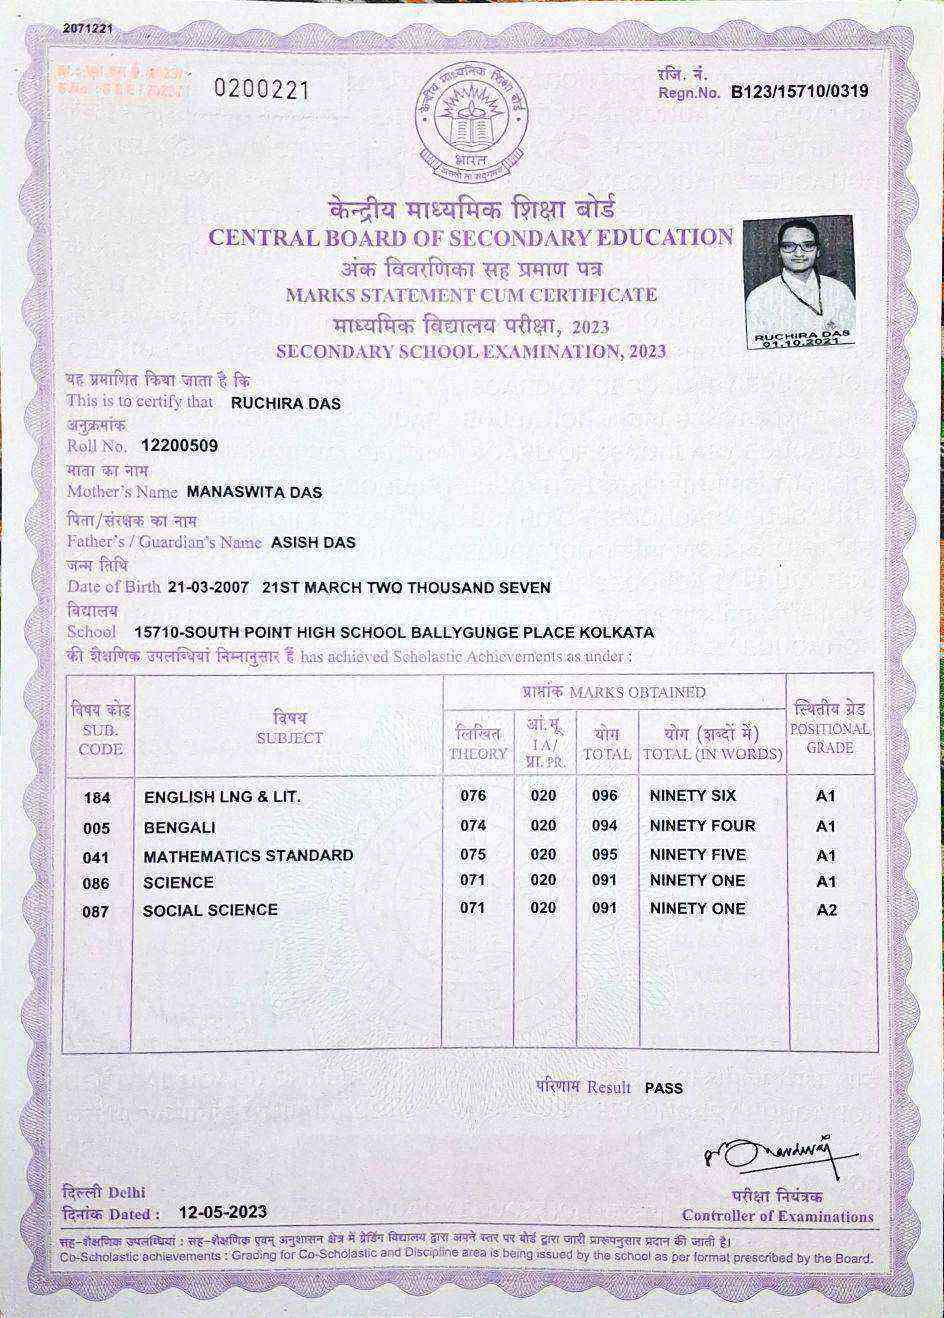 2071221
0200221
रजि. नं.
Regn.No. B123/15710/0319
केन्द्रीय माध्यमिक शिक्षा बोर्ड
भारत
असतो मा सद्गमय
केन्द्रीय माध्यमिक शिक्षा बोर्ड
CENTRAL BOARD OF SECONDARY EDUCATION
अंक विवरणिका सह प्रमाण पत्र
MARKS STATEMENT CUM CERTIFICATE
माध्यमिक विद्यालय परीक्षा, 2023
SECONDARY SCHOOL EXAMINATION, 2023
RUCHIRA DAS
01.10.2021
यह प्रमाणित किया जाता है कि
This is to certify that RUCHIRA DAS
अनुक्रमांक
Roll No. 12200509
माता का नाम
Mother's Name MANASWITA DAS
पिता/संरक्षक का नाम
Father's / Guardian's Name ASISH DAS
जन्म तिथि
Date of Birth 21-03-2007 21ST MARCH TWO THOUSAND SEVEN
विद्यालय
School 15710-SOUTH POINT HIGH SCHOOL BALLYGUNGE PLACE KOLKATA
की शैक्षणिक उपलब्धियां निम्नानुसार हैं has achieved Scholastic Achievements as under :
विषय कोड
SUB.
CODE
विषय
SUBJECT
प्राप्तांक MARKS OBTAINED
लिखित
THEORY
आं.मू.
IA/
प्रा. PR.
योग
TOTAL
योग (शब्दों में)
TOTAL (IN WORDS)
स्थितीय ग्रेड
POSITIONAL
GRADE
184 ENGLISH LNG & LIT. 076 020 096 NINETY SIX A1
005 BENGALI 074 020 094 NINETY FOUR A1
041 MATHEMATICS STANDARD 075 020 095 NINETY FIVE A1
086 SCIENCE 071 020 091 NINETY ONE A1
087 SOCIAL SCIENCE 071 020 091 NINETY ONE A2
परिणाम Result PASS
दिल्ली Delhi
दिनांक Dated : 12-05-2023
परीक्षा नियंत्रक
Controller of Examinations
सह-शैक्षणिक उपलब्धियां : सह-शैक्षणिक एवम् अनुशासन क्षेत्र में ग्रेडिंग विद्यालय द्वारा अपने स्तर पर बोर्ड द्वारा जारी प्रारूपनुसार प्रदान की जाती है।
Co-Scholastic achievements : Grading for Co-Scholastic and Discipline area is being issued by the school as per format prescribed by the Board.